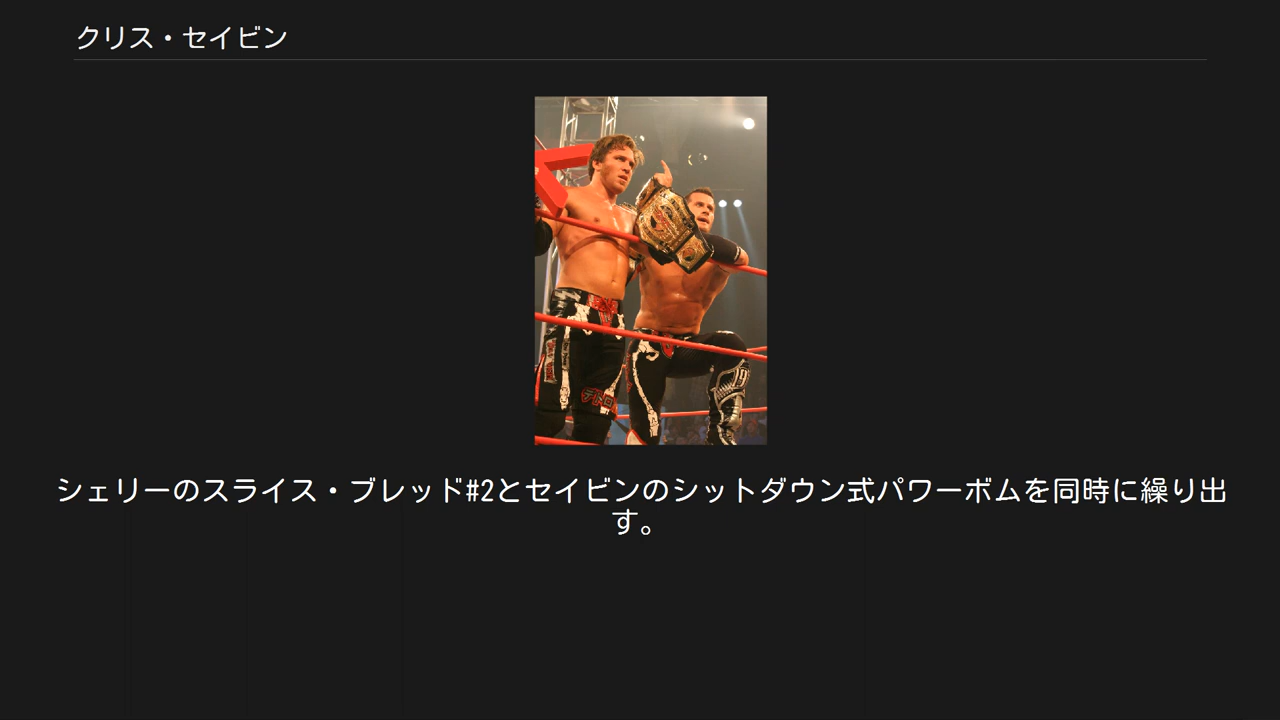 クリス・セイビン
シェリーのスライス・ブレッド#2とセイビンのシットダウン式パワーボムを同時に繰り出
す。